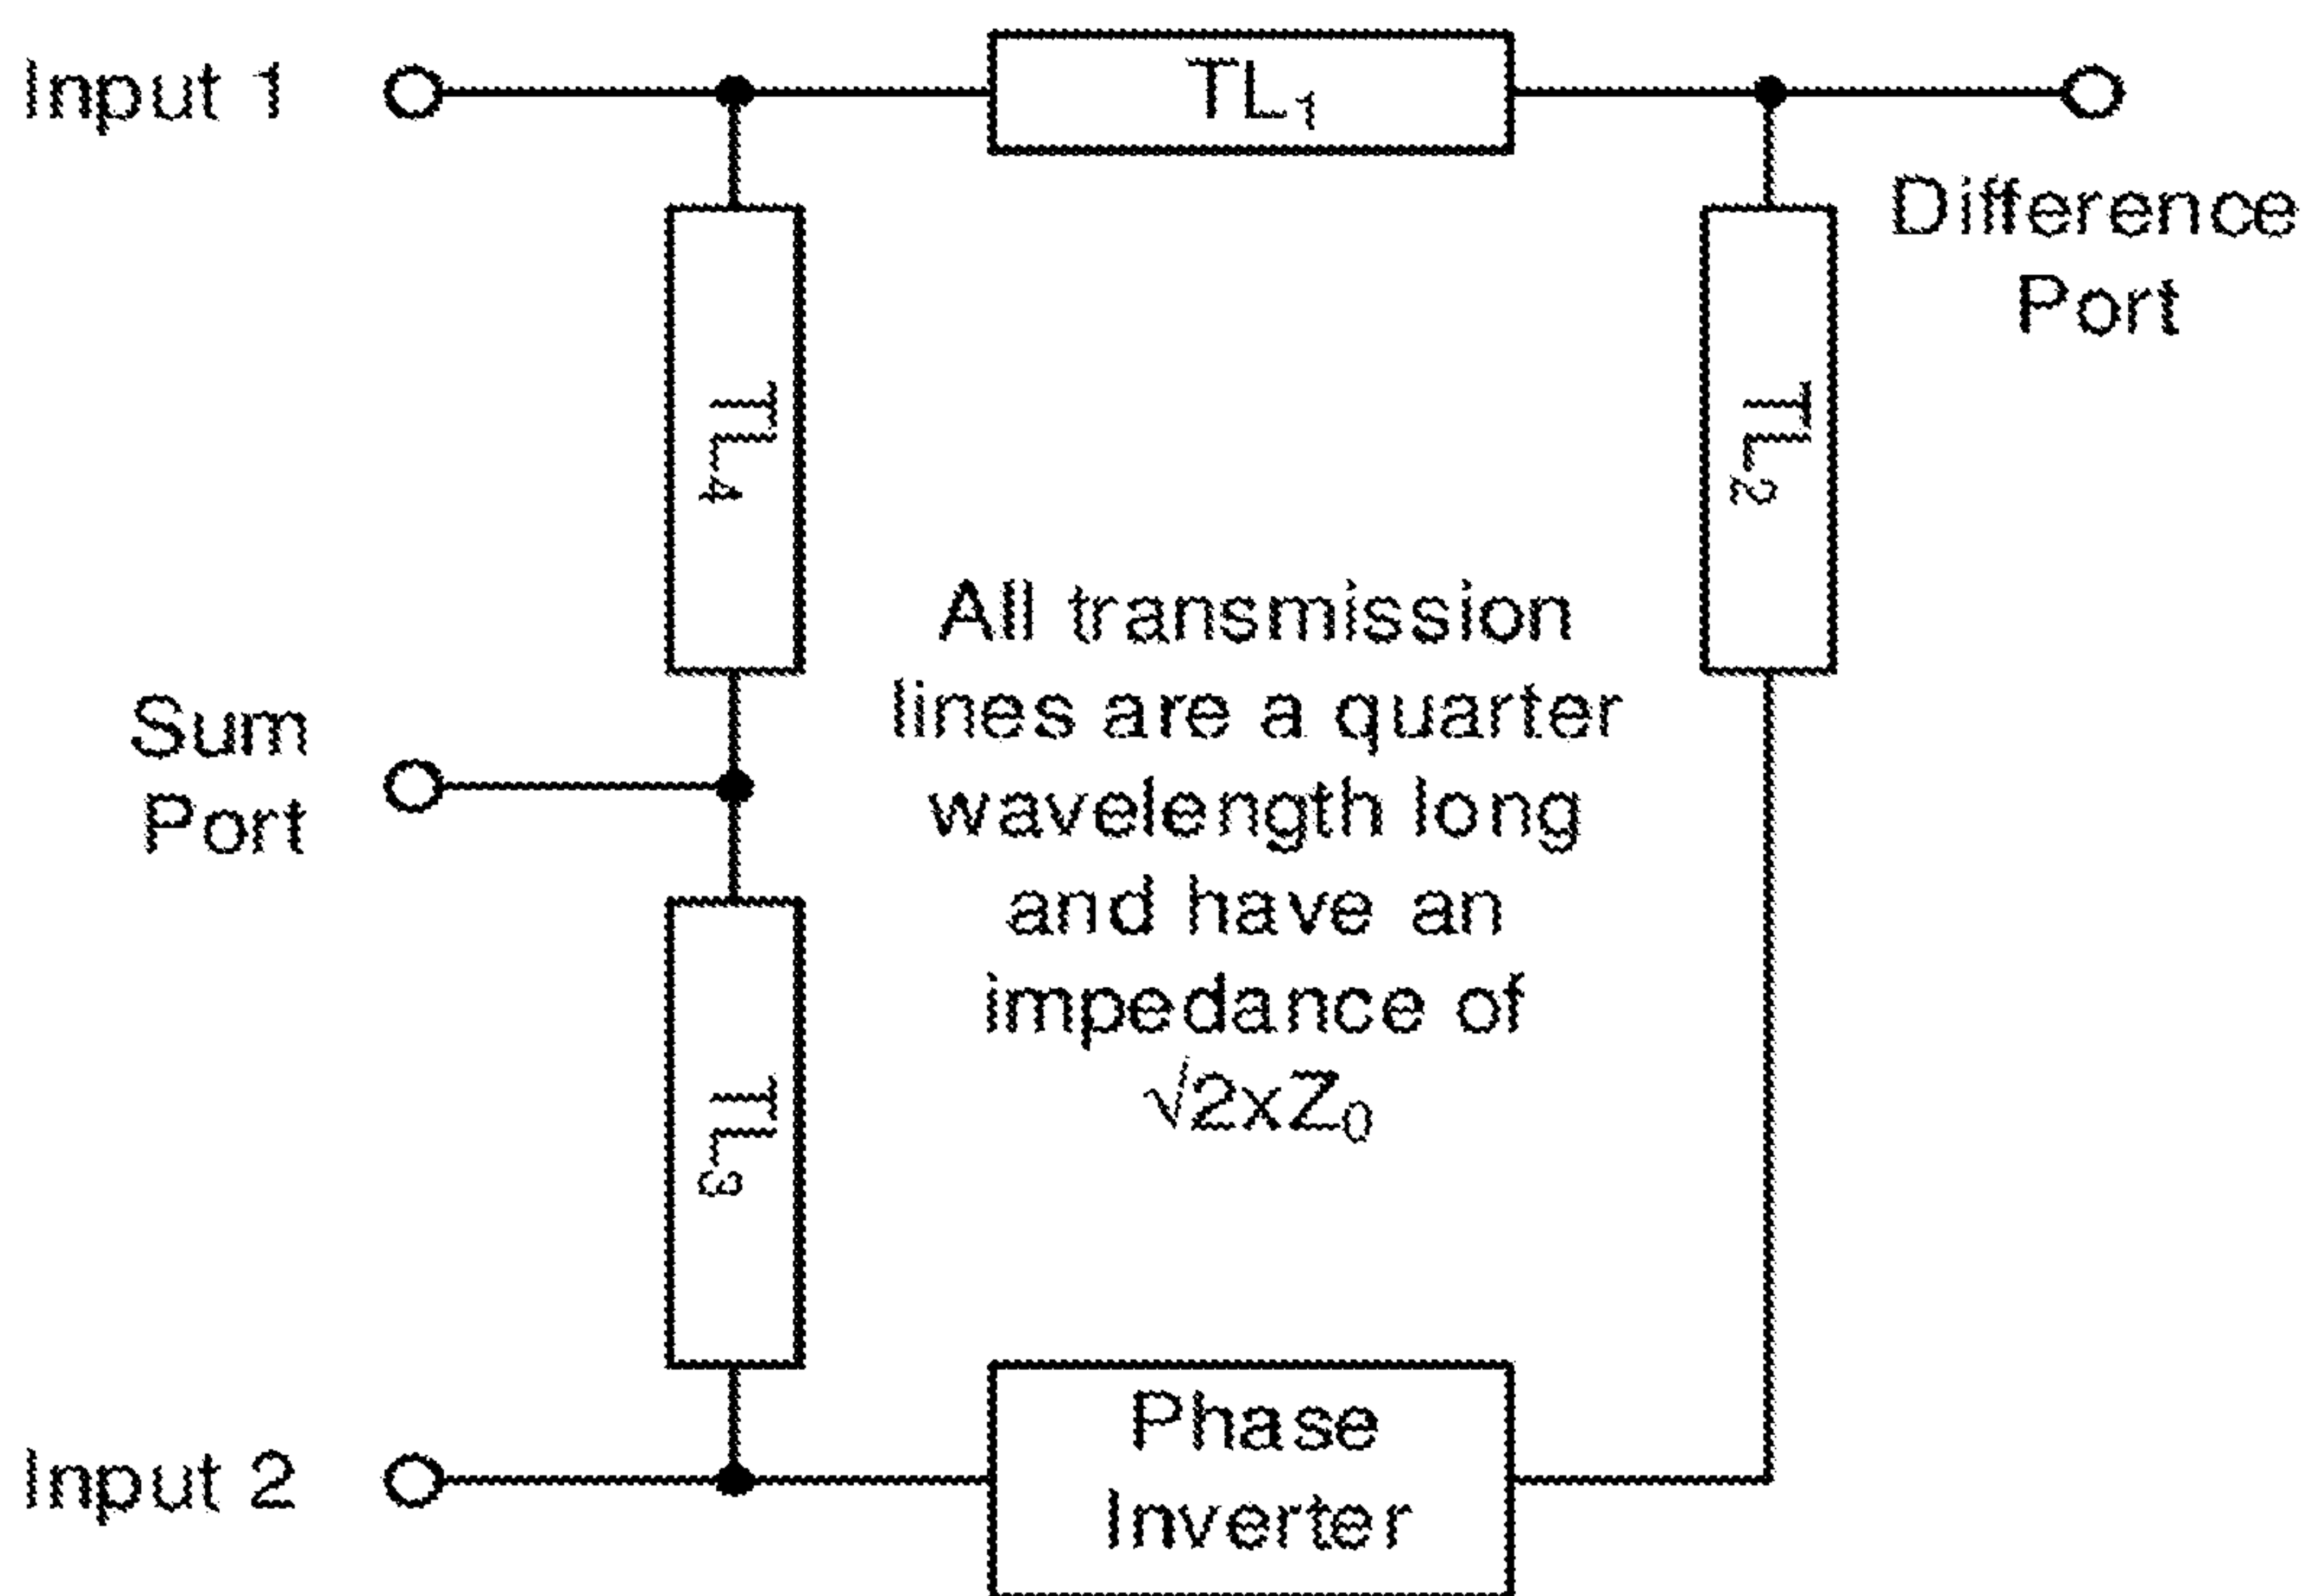 Input 1
TL₁
Difference
Port
TL₄
TL₂
All transmission
lines are a quarter
wavelength long
and have an
impedance of
√2xZ₀
Sum
Port
TL₃
Input 2
Phase
Inverter